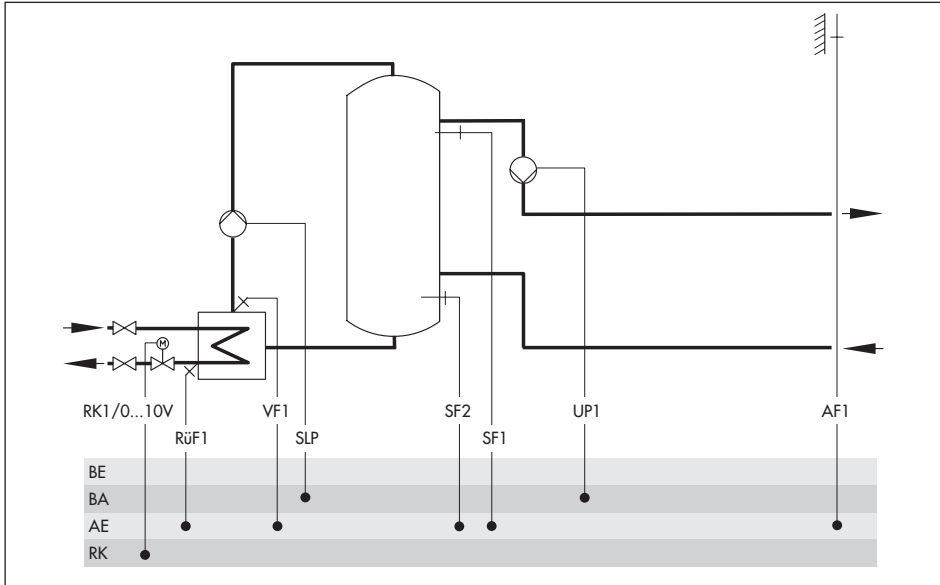 M
RK1/0...10V VF1 SF2 UP1 AF1
RüF1 SLP SF1
BE
BA
AE
RK